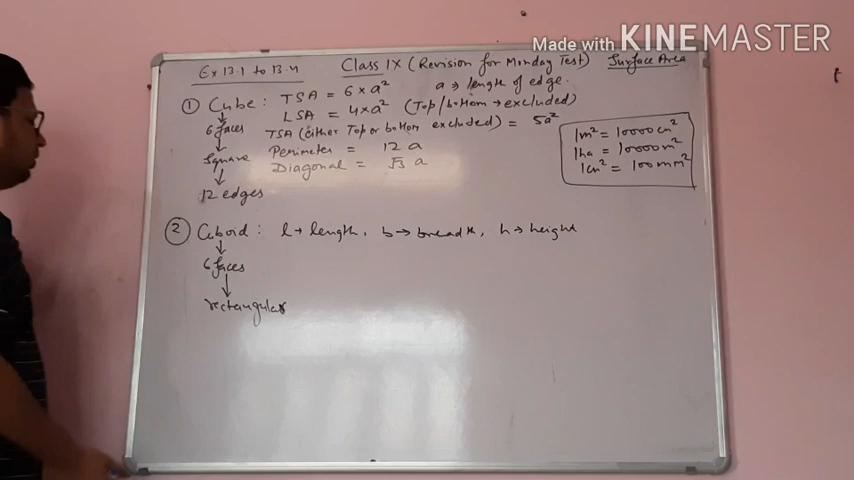 Made with KINEMASTER
Ex 13.1 to 13.4 Class IX (Revision for Monday Test) Surface Area
① Cube : TSA = 6 × a² a → length of edge.
LSA = 4 × a² (Top/bottom → excluded)
6 faces TSA (either Top or bottom excluded) = 5a²
Square Perimeter = 12 a
Diagonal = √3 a
12 edges
1m² = 10000 cm²
1ha = 10000 m²
1cm² = 100 mm²
② Cuboid : l → length, b → breadth, h → height
6 faces
rectangular